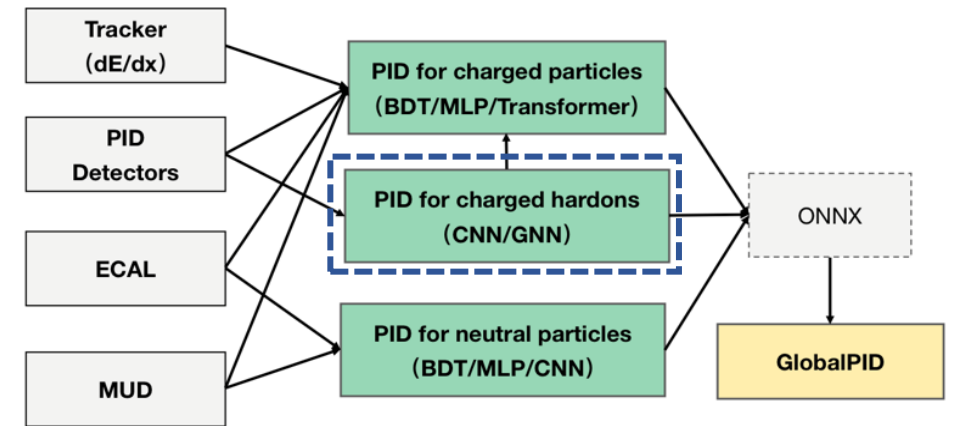 Tracker
（dE/dx）
PID
Detectors
ECAL
MUD
PID for charged particles
（BDT/MLP/Transformer）
PID for charged hardons
（CNN/GNN）
PID for neutral particles
（BDT/MLP/CNN）
ONNX
GlobalPID